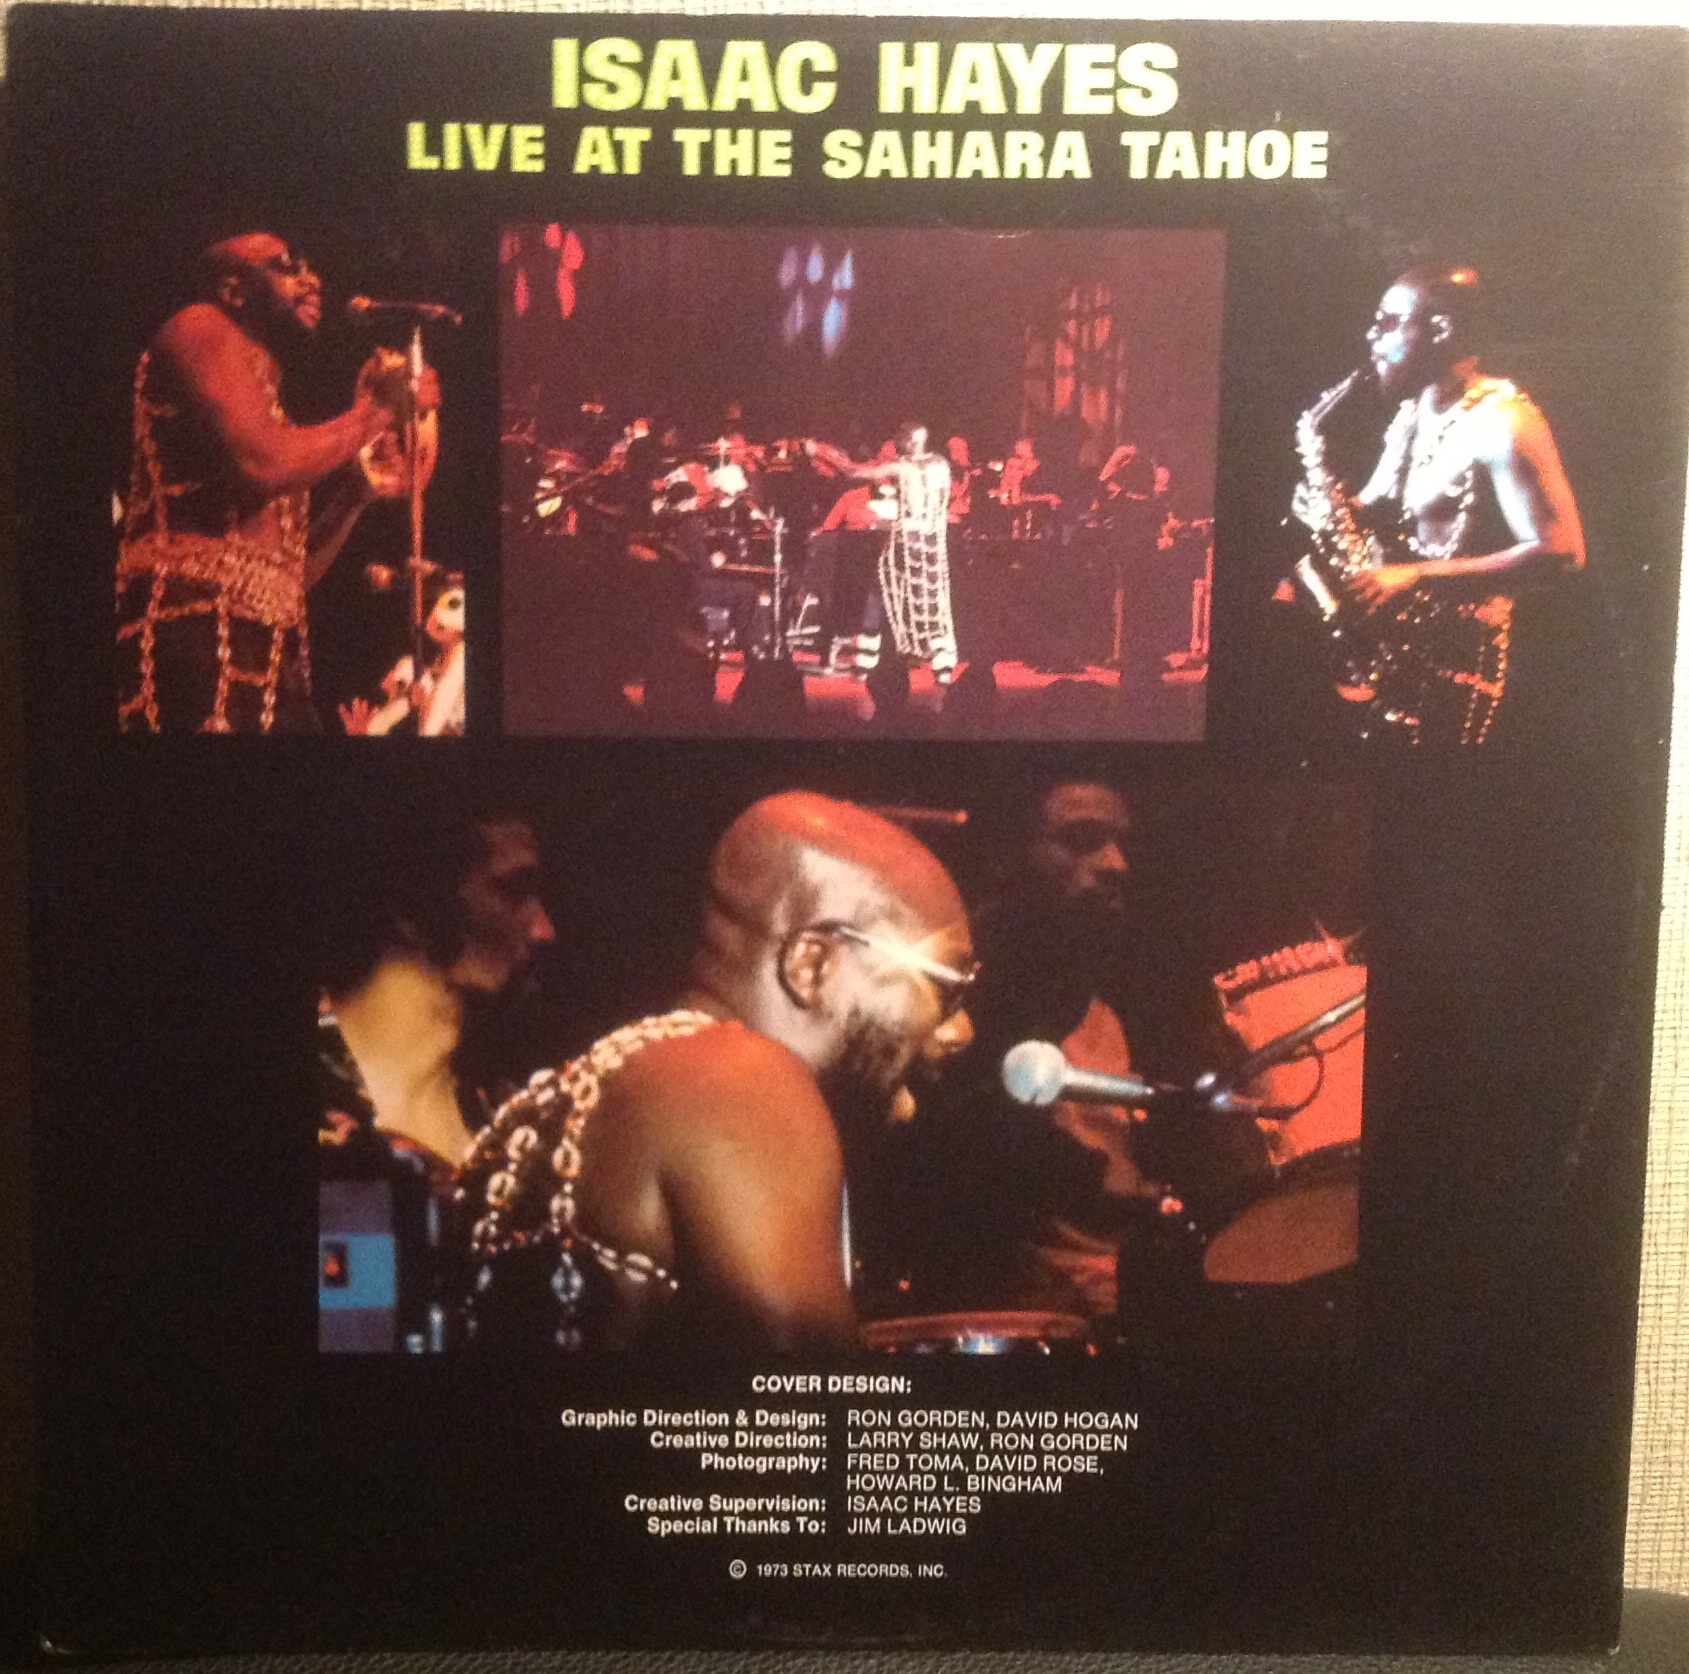 ISAAC HAYES
LIVE AT THE SAHARA TAHOE
COVER DESIGN:
Graphic Direction & Design: RON GORDEN, DAVID HOGAN
Creative Direction: LARRY SHAW, RON GORDEN
Photography: FRED TOMA, DAVID ROSE,
HOWARD L. BINGHAM
Creative Supervision: ISAAC HAYES
Special Thanks To: JIM LADWIG
© 1973 STAX RECORDS, INC.